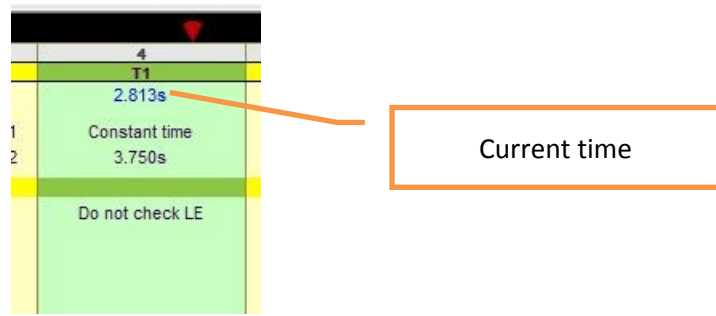 4
T1
2.813s
1 Constant time
2 3.750s
Do not check LE
Current time